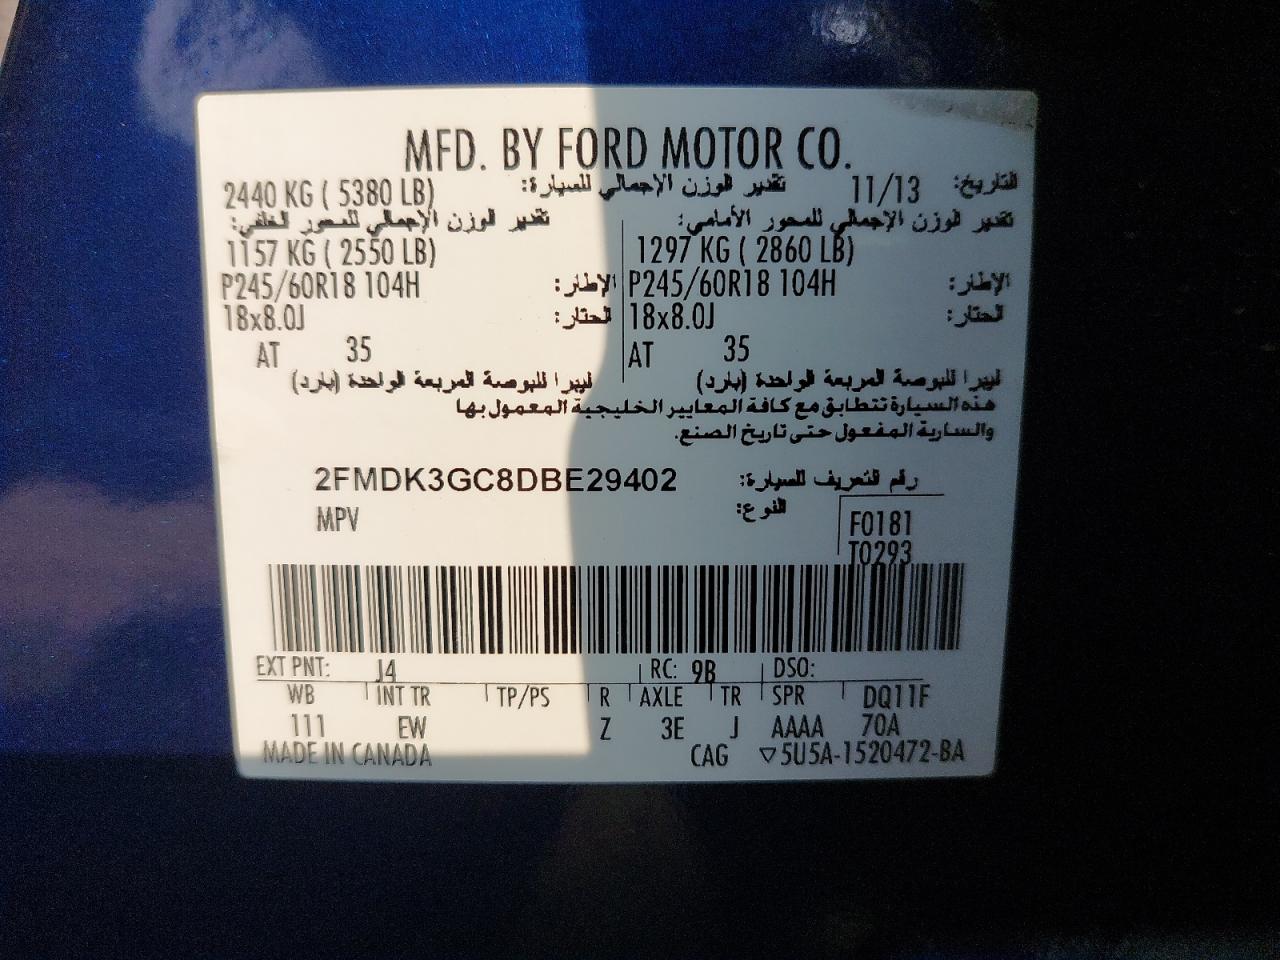 MFD. BY FORD MOTOR CO.
التاريخ: 11/13 تقدير الوزن الإجمالي للسيارة: 2440 KG ( 5380 LB)
تقدير الوزن الإجمالي للمحور الأمامي: تقدير الوزن الإجمالي للمحور الخلفي:
1157 KG ( 2550 LB) 1297 KG ( 2860 LB)
P245/60R18 104H الإطار: P245/60R18 104H الإطار:
18x8.0J الحتار: 18x8.0J الحتار:
AT 35 AT 35
ليبرا للبوصة المربعة الواحدة (بارد) ليبرا للبوصة المربعة الواحدة (بارد)
هذه السيارة تتطابق مع كافة المعايير الخليجية المعمول بها
والسارية المفعول حتى تاريخ الصنع.
2FMDK3GC8DBE29402 رقم التعريف للسيارة:
MPV النوع: F0181
T0293
EXT PNT: J4 RC: 9B DSO:
WB INT TR TP/PS R AXLE TR SPR DQ11F
111 EW Z 3E J AAAA 70A
MADE IN CANADA CAG ▽5U5A-1520472-BA